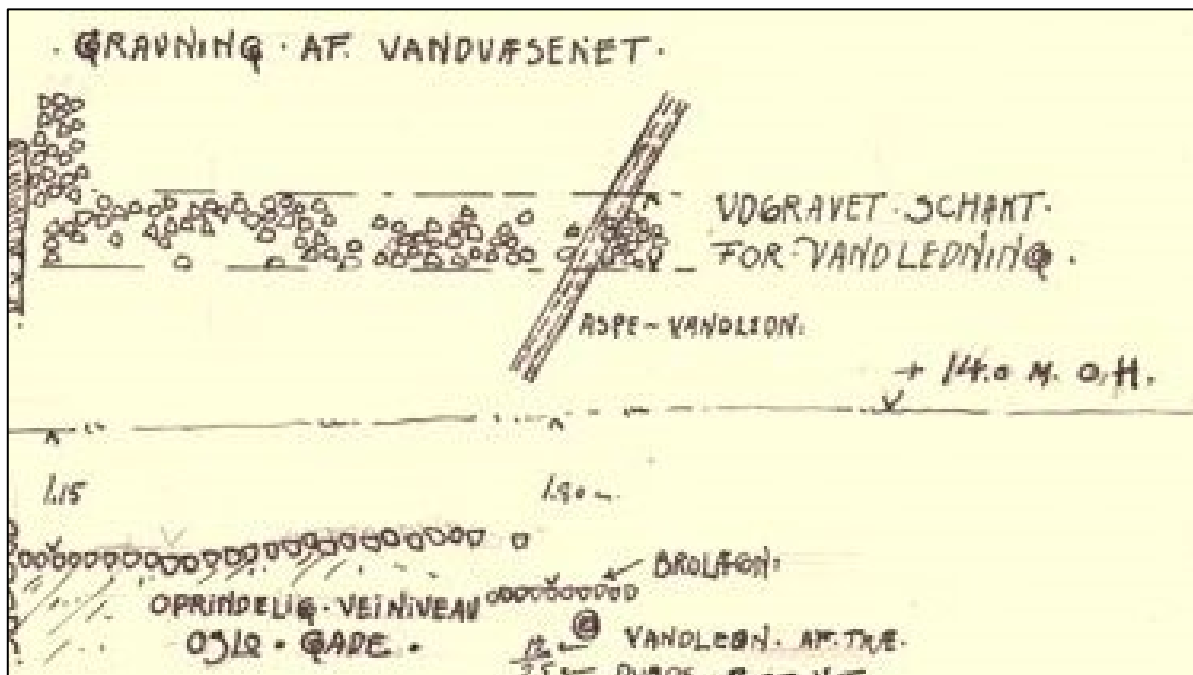 · GRAVNING · AF. VANDVÆSENET ·
UDGRAVET · SCHAKT ·
FOR · VANDLEDNING ·
ASPE ~ VANDLEDN:
+ 14.0 M. O. H.
1.15
1.90 m.
BROLÆGN:
OPRINDELIG · VEINIVEAU
OSLO · GADE ·
VANDLEDN. AF. TRÆ.